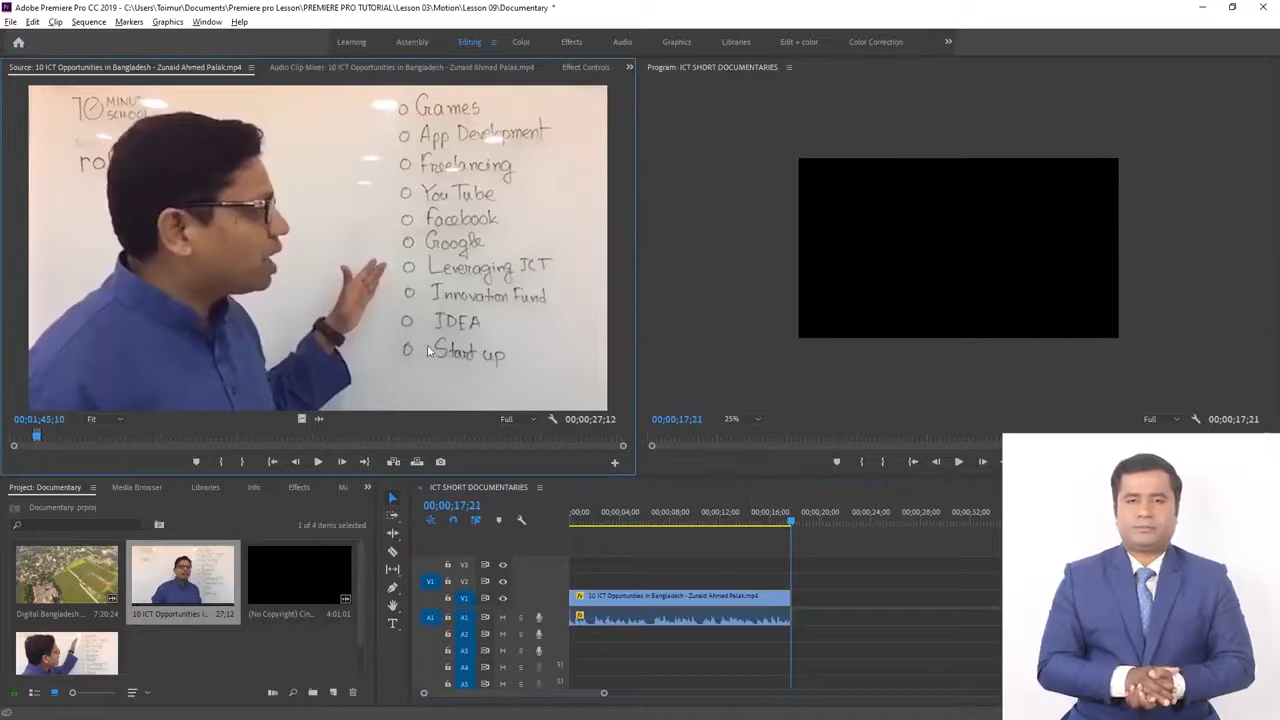 Adobe Premiere Pro CC 2019 - C:\Users\Toimur\Documents\Premiere pro Lesson\PREMIERE PRO TUTORIAL\Lesson 03\Motion\Lesson 09\Documentary *
File Edit Clip Sequence Markers Graphics Window Help
Learning Assembly Editing Color Effects Audio Graphics Libraries Edit + color Color Correction
Source: 10 ICT Opportunities in Bangladesh - Zunaid Ahmed Palak.mp4 Audio Clip Mixer: 10 ICT Opportunities in Bangladesh - Zunaid Ahmed Palak.mp4 Effect Controls Program: ICT SHORT DOCUMENTARIES
10 MINUTE
SCHOOL
ro
Games
App Development
Freelancing
YouTube
Facebook
Google
Leveraging ICT
Innovation Fund
IDEA
Start up
00;01;45;10 Fit Full 00;00;27;12 00;00;17;21 25% Full 00;00;17;21
Project: Documentary Media Browser Libraries Info Effects
Documentary .prproj
1 of 4 items selected
Digital Bangladesh... 7:20:24 10 ICT Opportunities i... 27;12 (No Copyright) Cin... 4:01:01
ICT SHORT DOCUMENTARIES
00;00;17;21
;00;00 00;00;04;00 00;00;08;00 00;00;12;00 00;00;16;00 00;00;20;00 00;00;24;00 00;00;28;00 00;00;32;00
V3
V1 V2
V1 10 ICT Opportunities in Bangladesh - Zunaid Ahmed Palak.mp4
A1 A1 M S
A2 M S
A3 M S
A4 M S
A5 M S